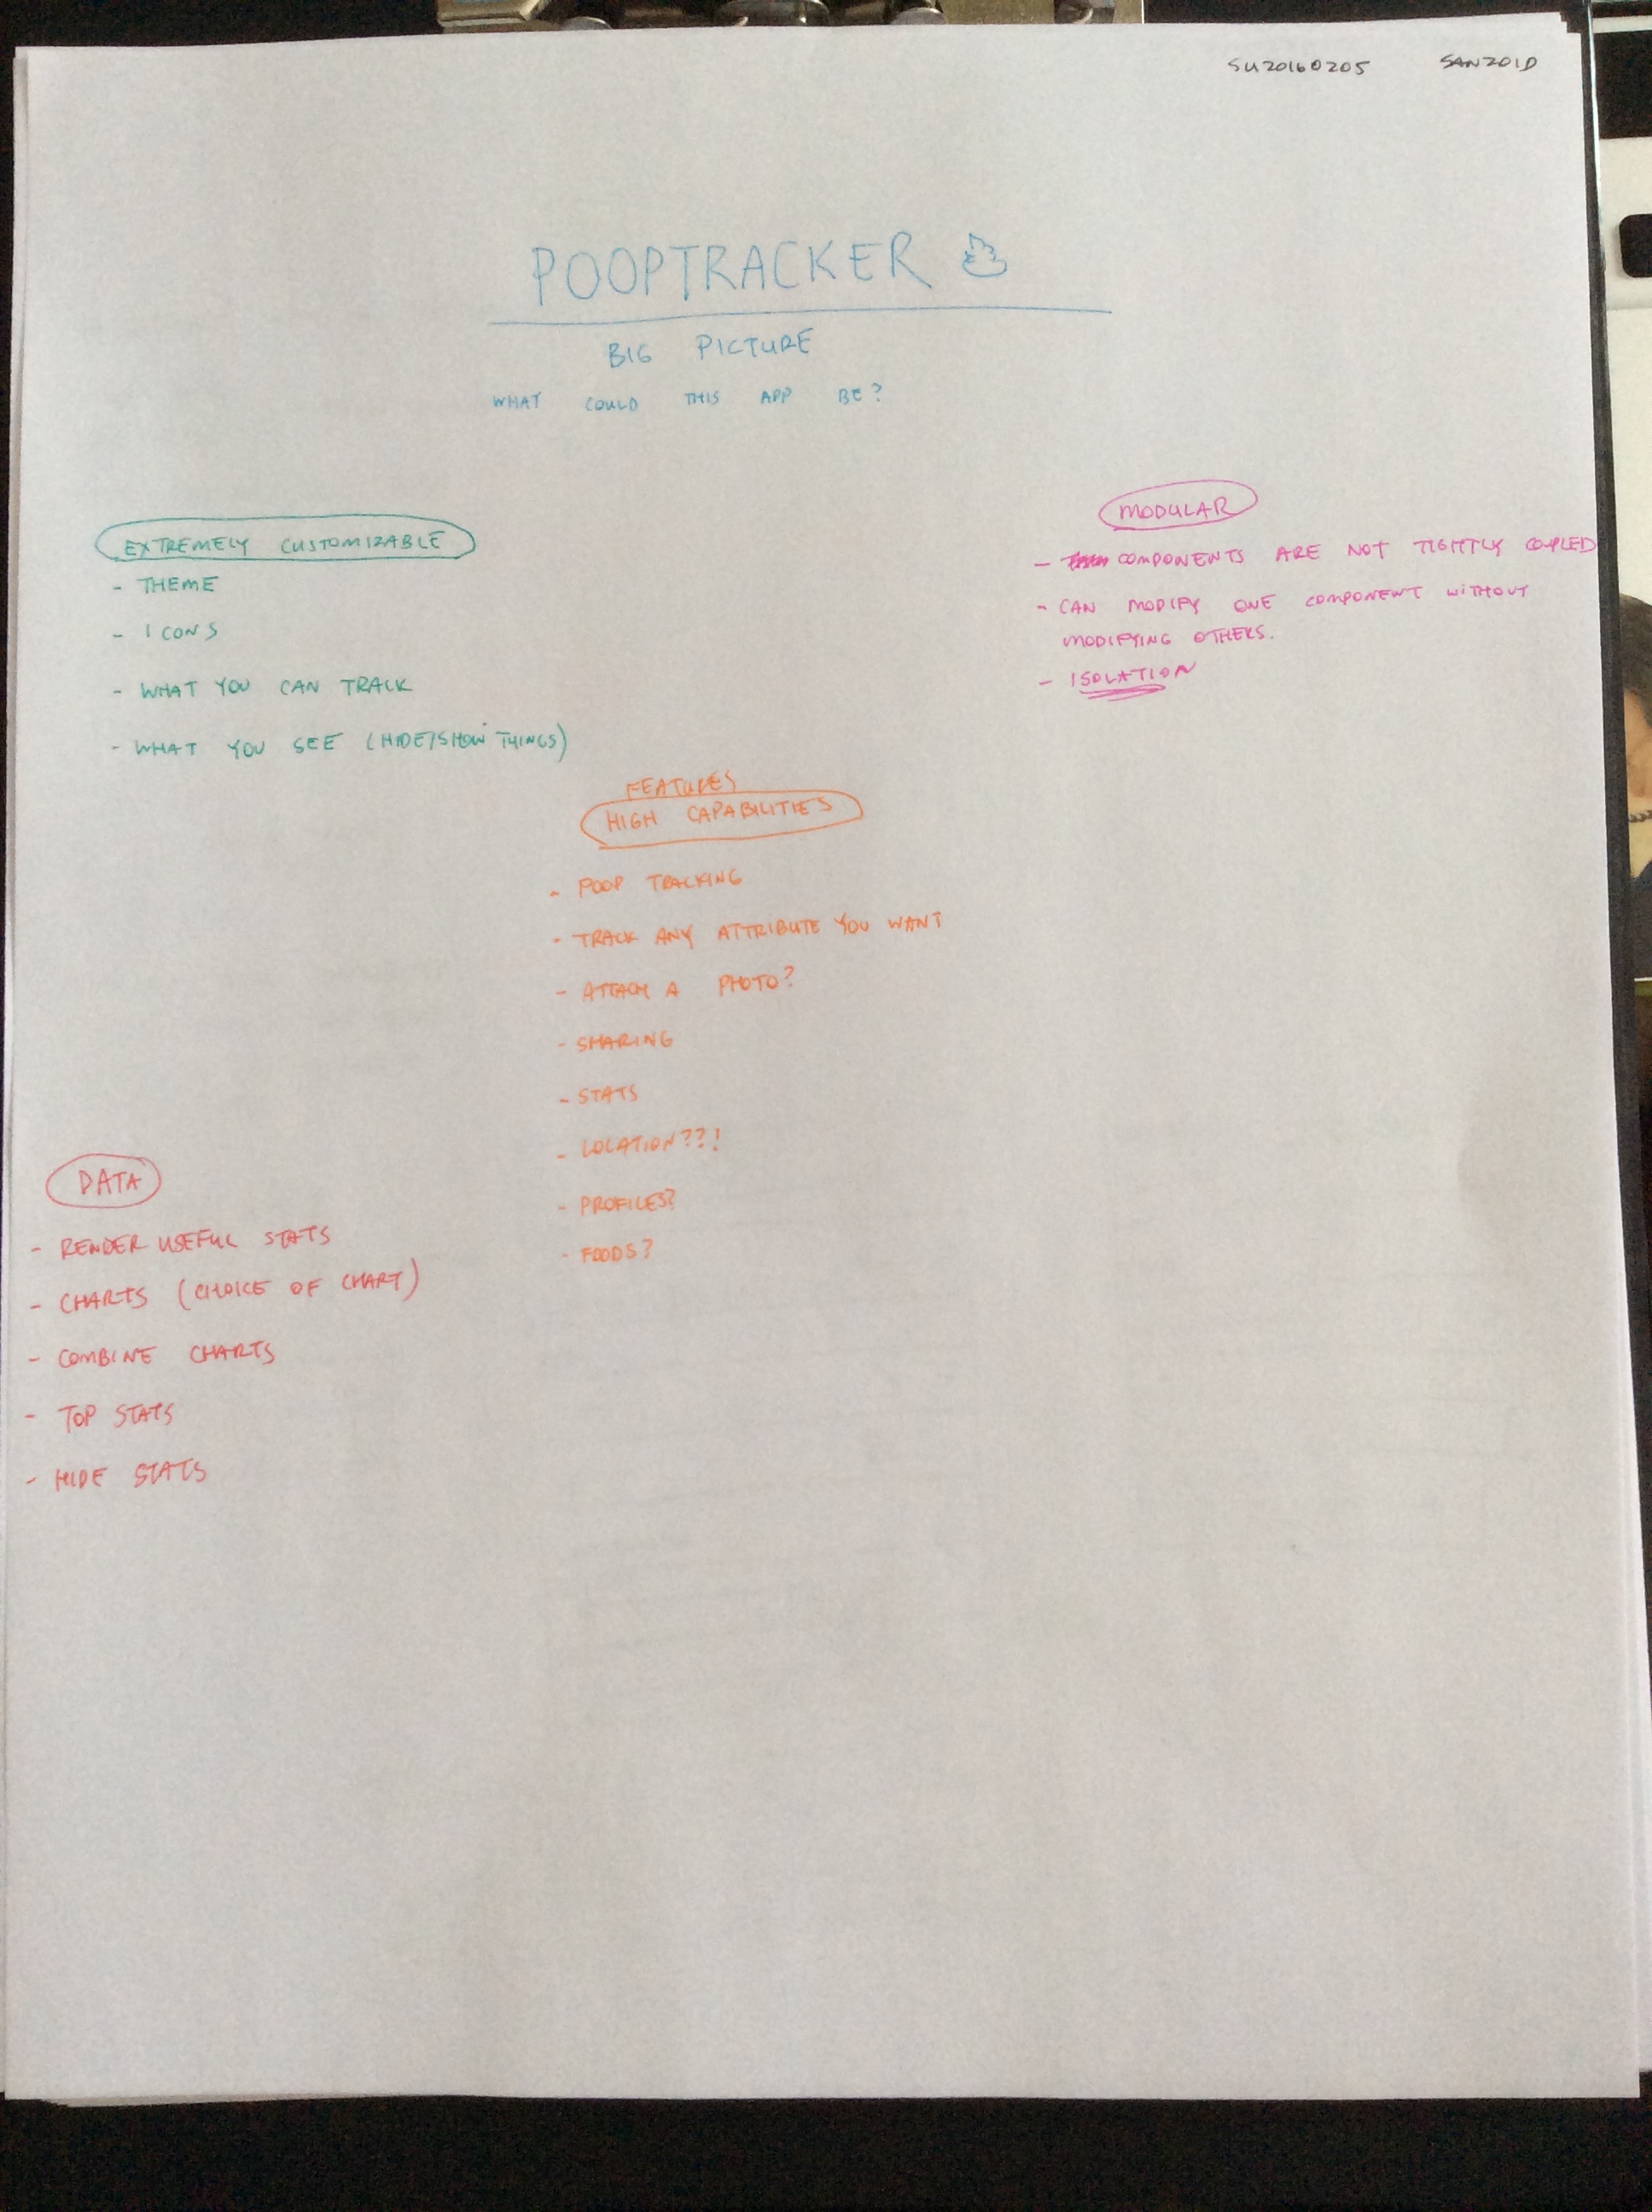 SU20160205 SANZOID
POOPTRACKER
BIG PICTURE
WHAT COULD THIS APP BE?
EXTREMELY CUSTOMIZABLE
- THEME
- ICONS
- WHAT YOU CAN TRACK
- WHAT YOU SEE (HIDE/SHOW THINGS)
MODULAR
- COMPONENTS ARE NOT TIGHTLY COUPLED
- CAN MODIFY ONE COMPONENT WITHOUT
MODIFYING OTHERS.
- ISOLATION
FEATURES
HIGH CAPABILITIES
- POOP TRACKING
- TRACK ANY ATTRIBUTE YOU WANT
- ATTACH A PHOTO?
- SHARING
- STATS
- LOCATION??!
- PROFILES?
- FOODS?
DATA
- RENDER USEFUL STATS
- CHARTS (CHOICE OF CHART)
- COMBINE CHARTS
- TOP STATS
- HIDE STATS